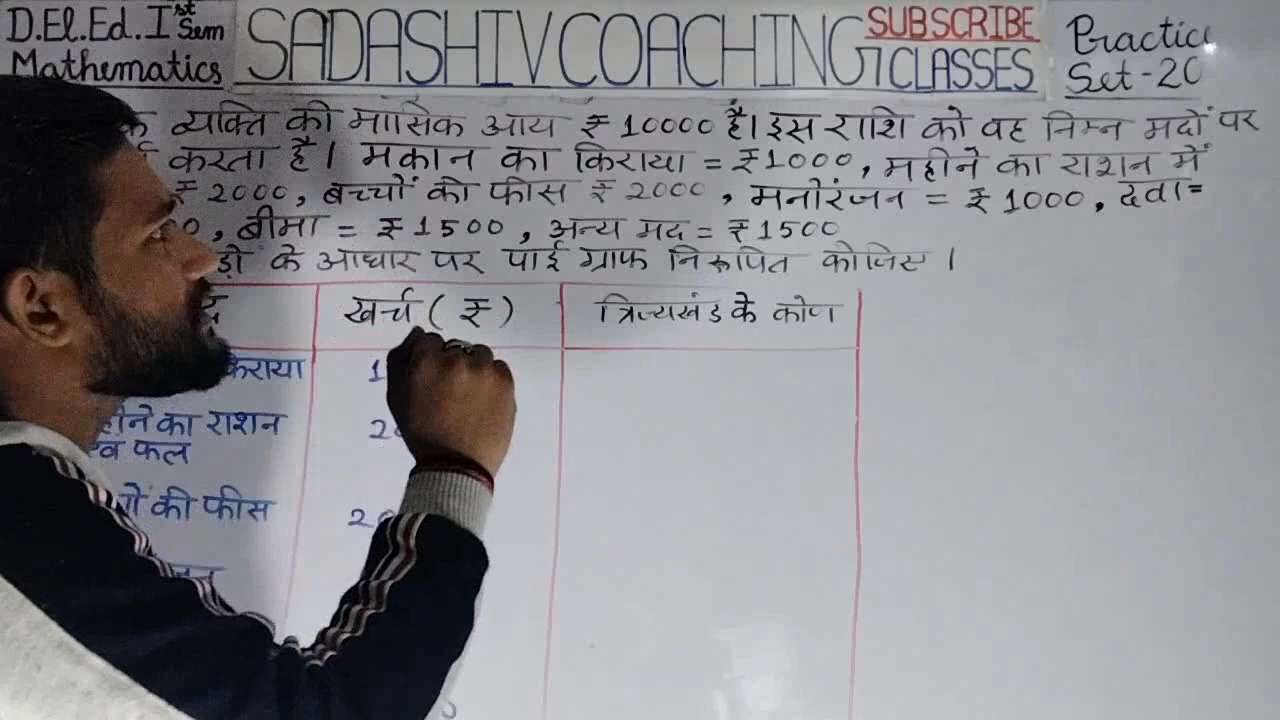 D.El.Ed. Ist Sem
Mathematics
SADASHIV COACHING CLASSES
SUBSCRIBE
Practice
Set-20
व्यक्ति की मासिक आय ₹ 10000 है। इस राशि को वह निम्न मदों पर
करता है। मकान का किराया = ₹1000, महीने का राशन में
₹ 2000, बच्चों की फीस ₹ 2000, मनोरंजन = ₹ 1000, दवा=
, बीमा = ₹ 1500, अन्य मद = ₹1500
के आधार पर पाई ग्राफ निरूपित कीजिए।
खर्च ( ₹ )
त्रिज्यखंड के कोण
किराया
का राशन
फल
की फीस